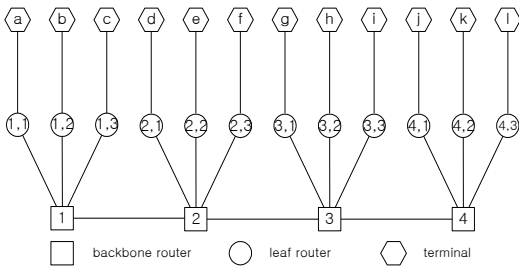 a b c d e f g h i j k l
1,1 1,2 1,3 2,1 2,2 2,3 3,1 3,2 3,3 4,1 4,2 4,3
1 2 3 4
backbone router leaf router terminal